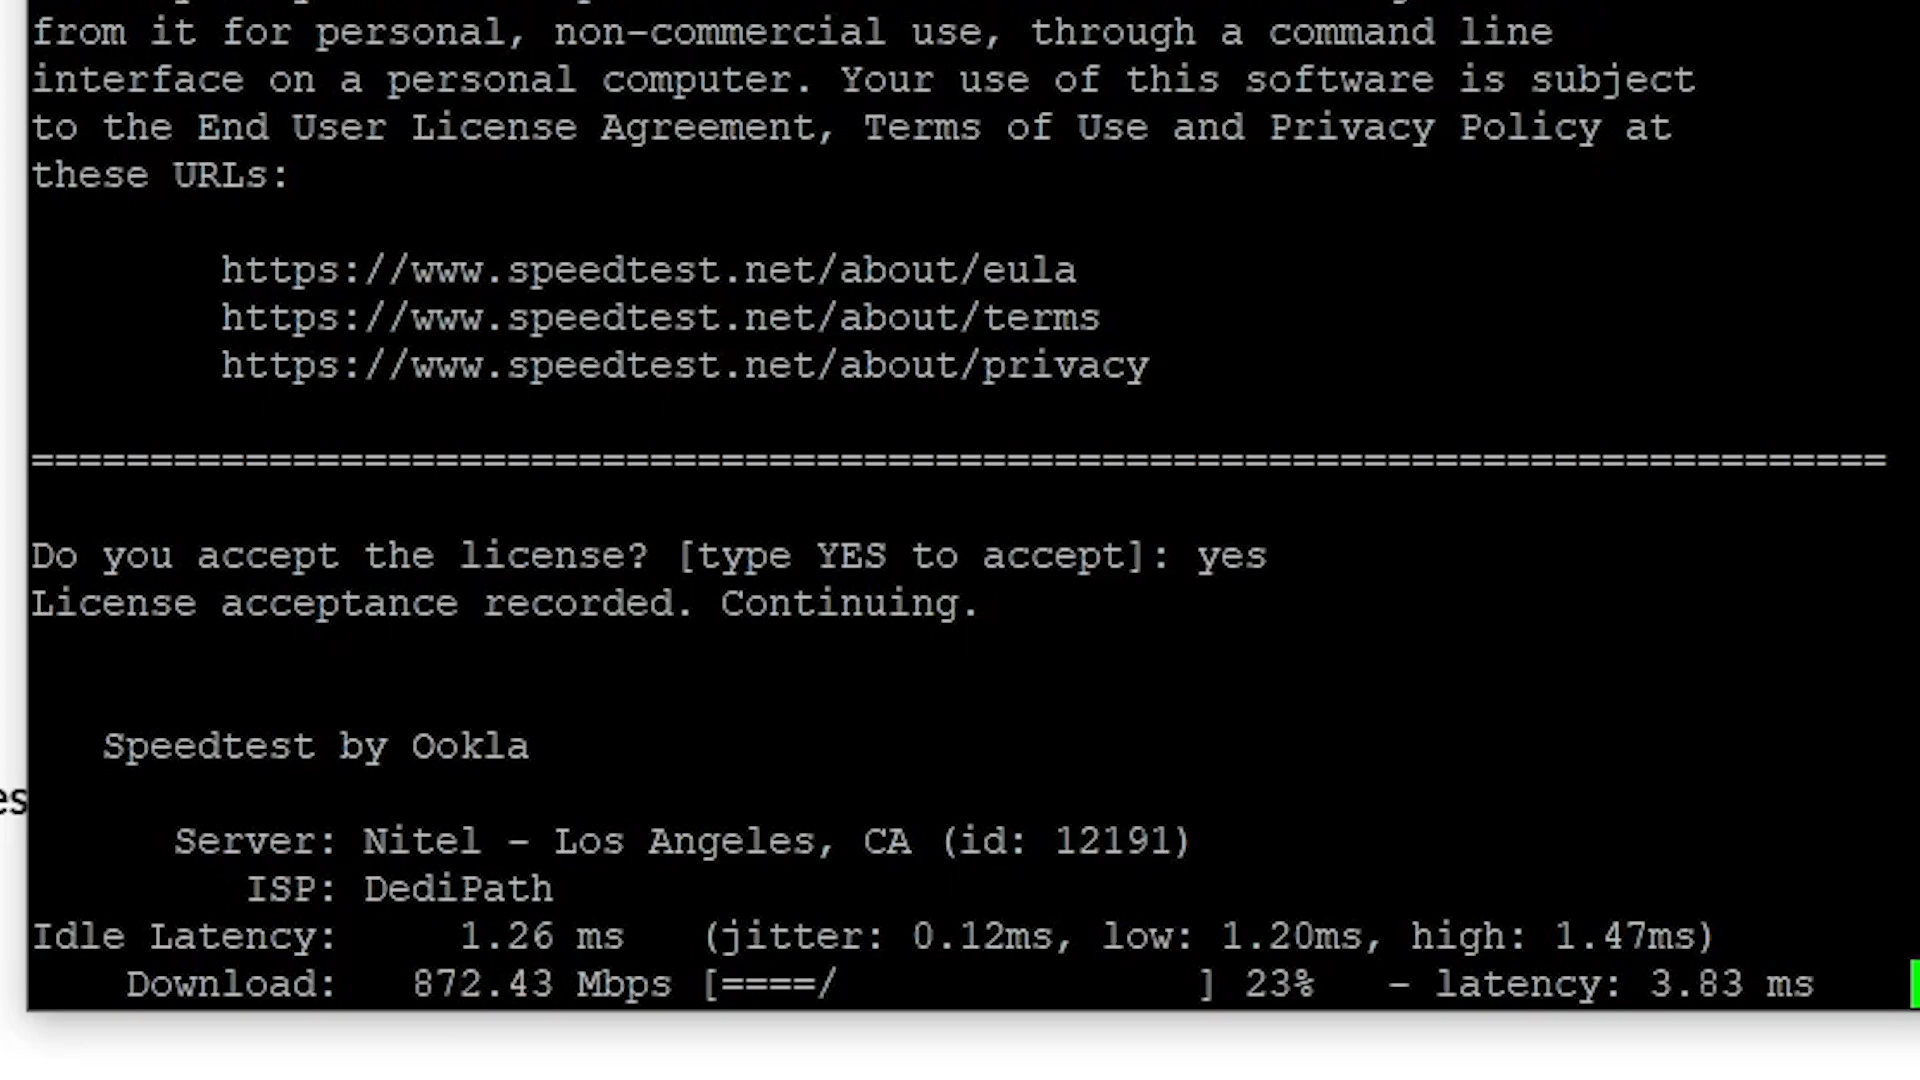 from it for personal, non-commercial use, through a command line
interface on a personal computer. Your use of this software is subject
to the End User License Agreement, Terms of Use and Privacy Policy at
these URLs:
https://www.speedtest.net/about/eula
https://www.speedtest.net/about/terms
https://www.speedtest.net/about/privacy
==============================================================================
Do you accept the license? [type YES to accept]: yes
License acceptance recorded. Continuing.
Speedtest by Ookla
es
Server: Nitel - Los Angeles, CA (id: 12191)
ISP: DediPath
Idle Latency: 1.26 ms (jitter: 0.12ms, low: 1.20ms, high: 1.47ms)
Download: 872.43 Mbps [====/ ] 23% - latency: 3.83 ms